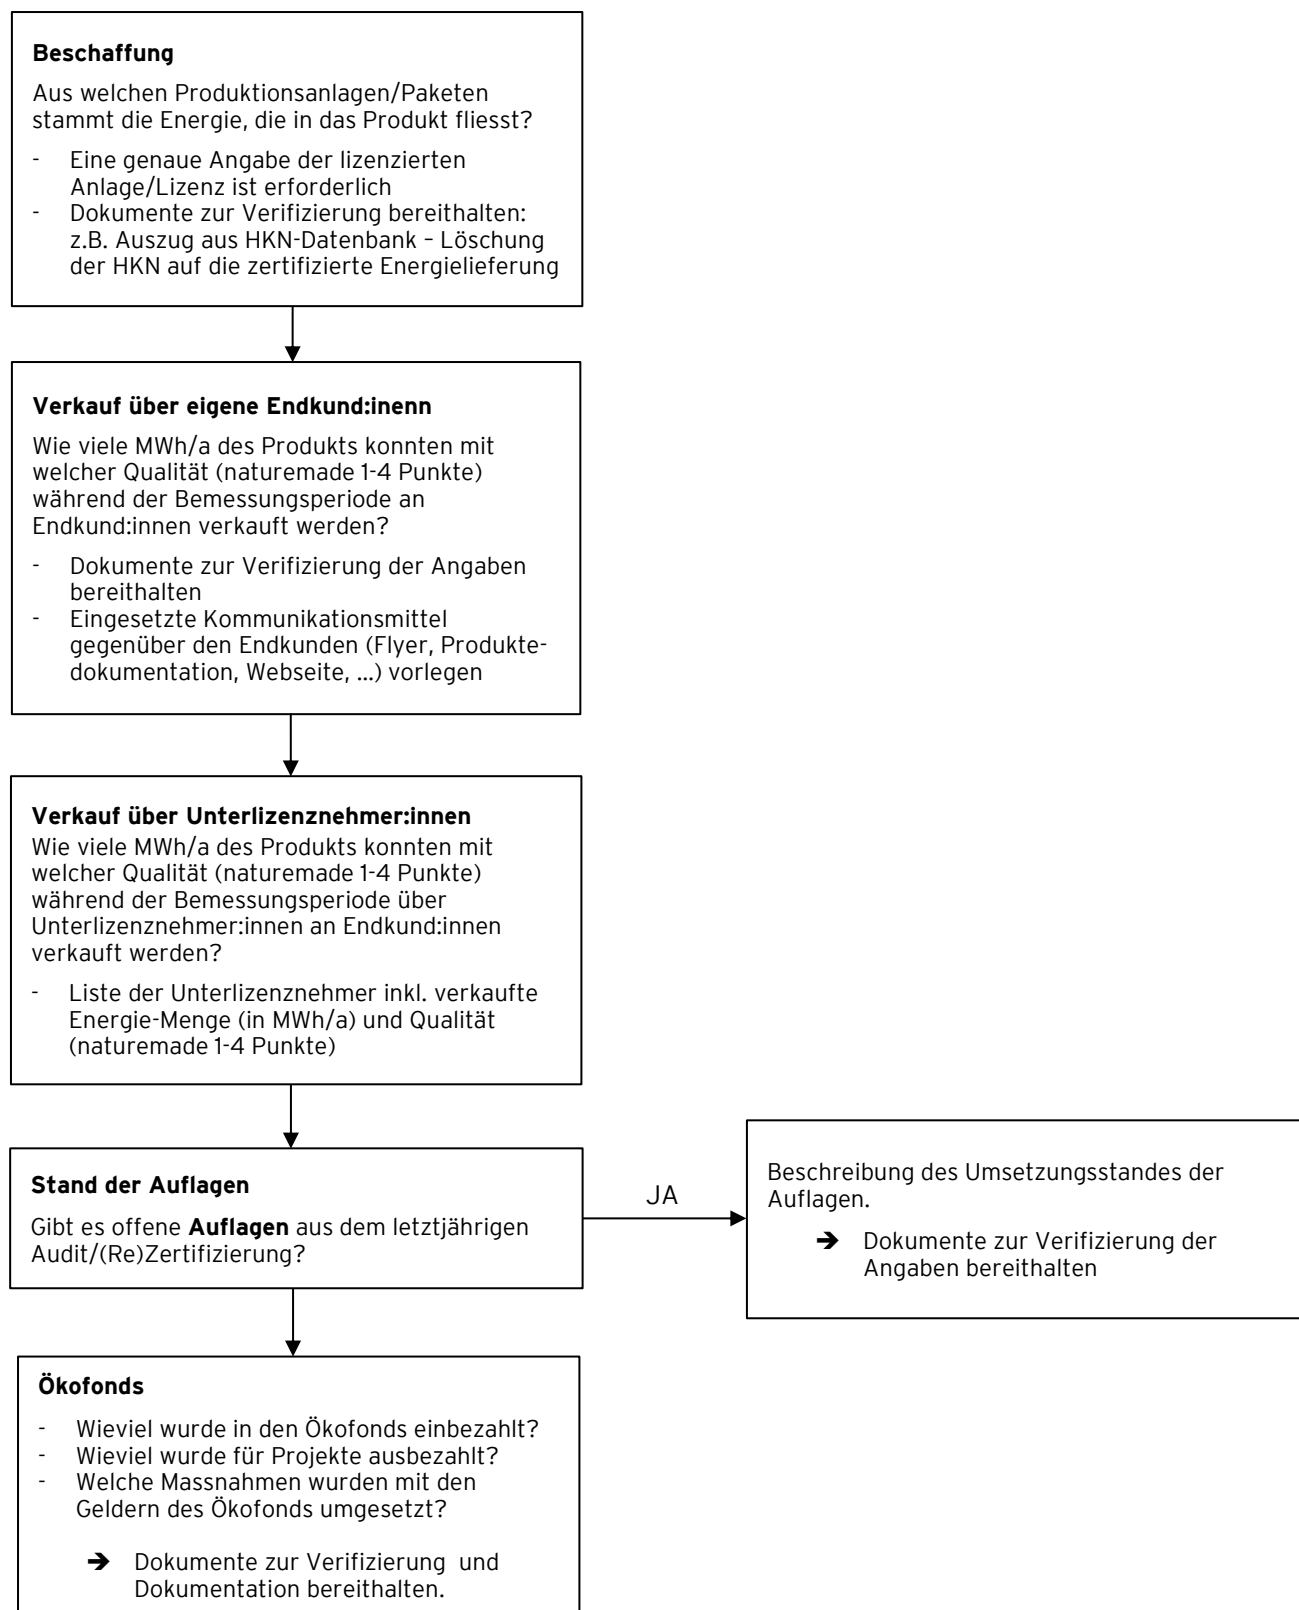 Beschaffung
Aus welchen Produktionsanlagen/Paketen
stammt die Energie, die in das Produkt fliesst?
- Eine genaue Angabe der lizenzierten
Anlage/Lizenz ist erforderlich
- Dokumente zur Verifizierung bereithalten:
z.B. Auszug aus HKN-Datenbank – Löschung
der HKN auf die zertifizierte Energielieferung
Verkauf über eigene Endkund:inenn
Wie viele MWh/a des Produkts konnten mit
welcher Qualität (naturemade 1-4 Punkte)
während der Bemessungsperiode an
Endkund:innen verkauft werden?
- Dokumente zur Verifizierung der Angaben
bereithalten
- Eingesetzte Kommunikationsmittel
gegenüber den Endkunden (Flyer, Produkte-
dokumentation, Webseite, ...) vorlegen
Verkauf über Unterlizenznehmer:innen
Wie viele MWh/a des Produkts konnten mit
welcher Qualität (naturemade 1-4 Punkte)
während der Bemessungsperiode über
Unterlizenznehmer:innen an Endkund:innen
verkauft werden?
- Liste der Unterlizenznehmer inkl. verkaufte
Energie-Menge (in MWh/a) und Qualität
(naturemade 1-4 Punkte)
Stand der Auflagen
Gibt es offene Auflagen aus dem letztjährigen
Audit/(Re)Zertifizierung?
JA
Beschreibung des Umsetzungsstandes der
Auflagen.
➔ Dokumente zur Verifizierung der
Angaben bereithalten
Ökofonds
- Wieviel wurde in den Ökofonds einbezahlt?
- Wieviel wurde für Projekte ausbezahlt?
- Welche Massnahmen wurden mit den
Geldern des Ökofonds umgesetzt?
➔ Dokumente zur Verifizierung und
Dokumentation bereithalten.